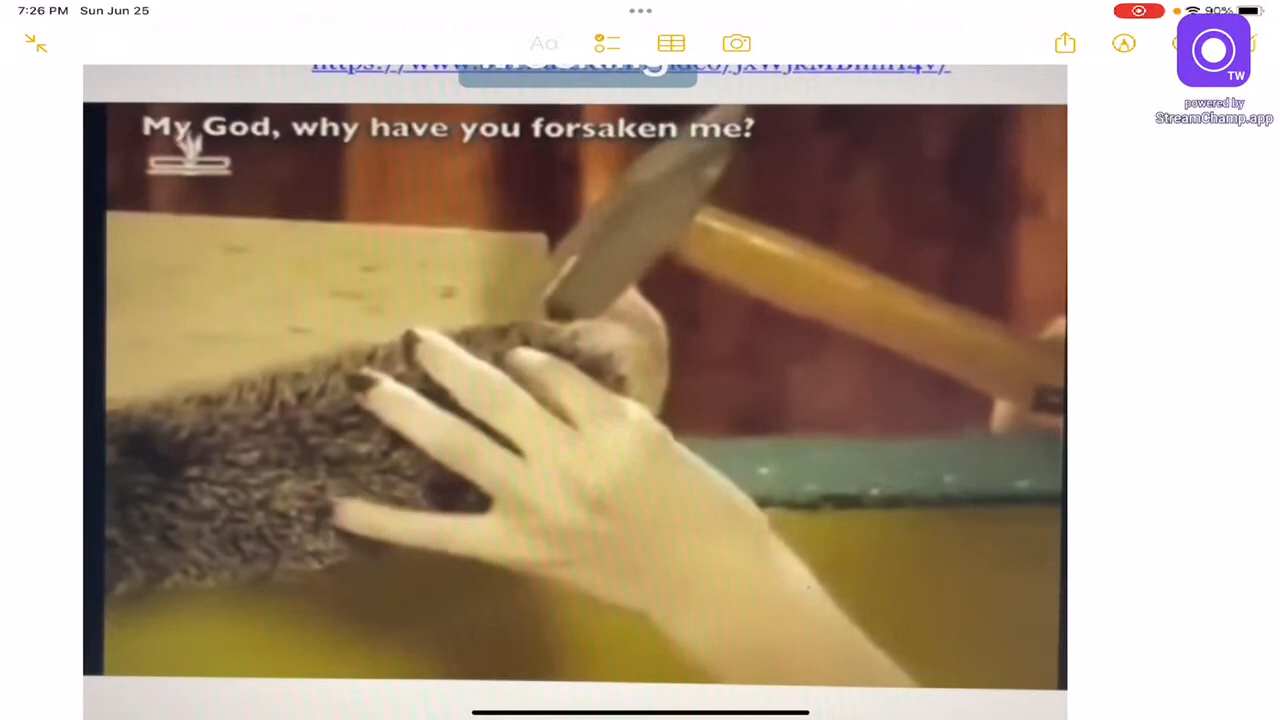 7:26 PM Sun Jun 25
90%
Aa
TW
powered by
StreamChamp.app
My God, why have you forsaken me?